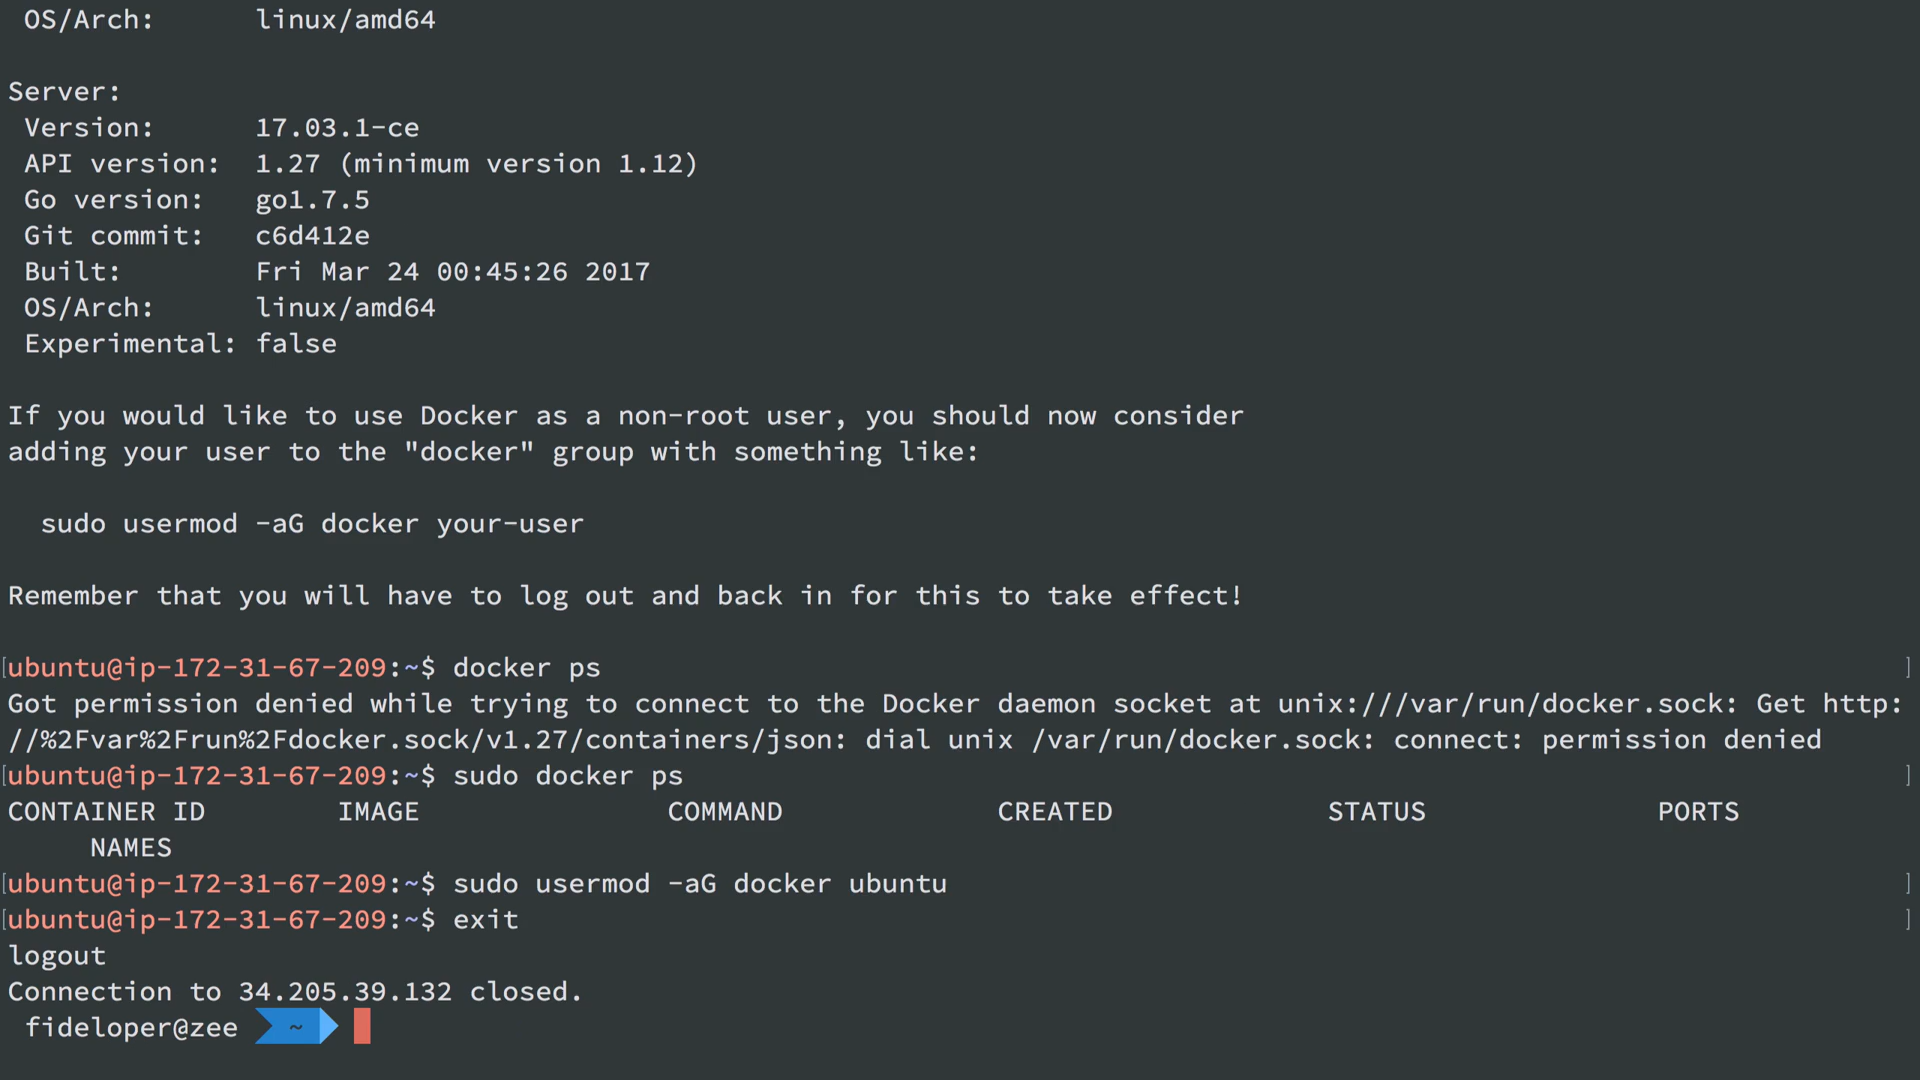 OS/Arch:      linux/amd64
Server:
Version:      17.03.1-ce
API version:  1.27 (minimum version 1.12)
Go version:   go1.7.5
Git commit:   c6d412e
Built:        Fri Mar 24 00:45:26 2017
OS/Arch:      linux/amd64
Experimental: false
If you would like to use Docker as a non-root user, you should now consider
adding your user to the "docker" group with something like:
sudo usermod -aG docker your-user
Remember that you will have to log out and back in for this to take effect!
[ubuntu@ip-172-31-67-209:~$ docker ps ]
Got permission denied while trying to connect to the Docker daemon socket at unix:///var/run/docker.sock: Get http:
//%2Fvar%2Frun%2Fdocker.sock/v1.27/containers/json: dial unix /var/run/docker.sock: connect: permission denied
[ubuntu@ip-172-31-67-209:~$ sudo docker ps ]
CONTAINER ID        IMAGE               COMMAND             CREATED             STATUS              PORTS
NAMES
[ubuntu@ip-172-31-67-209:~$ sudo usermod -aG docker ubuntu ]
[ubuntu@ip-172-31-67-209:~$ exit ]
logout
Connection to 34.205.39.132 closed.
fideloper@zee ~